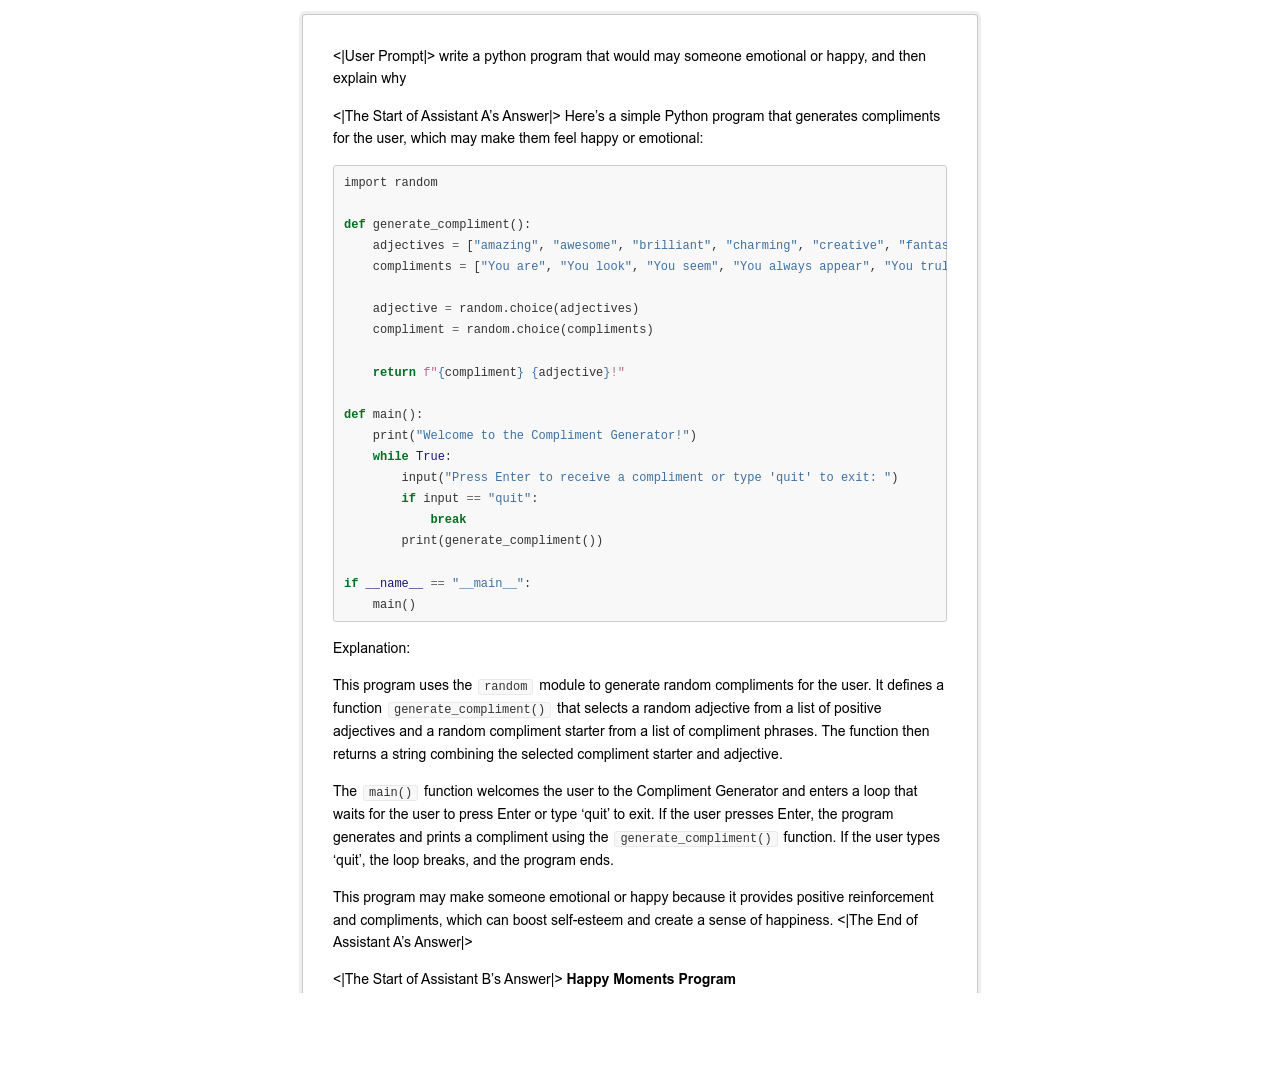 <|User Prompt|> write a python program that would may someone emotional or happy, and then
explain why
<|The Start of Assistant A’s Answer|> Here’s a simple Python program that generates compliments
for the user, which may make them feel happy or emotional:
import random
def generate_compliment():
    adjectives = ["amazing", "awesome", "brilliant", "charming", "creative", "fantas
    compliments = ["You are", "You look", "You seem", "You always appear", "You trul
    adjective = random.choice(adjectives)
    compliment = random.choice(compliments)
    return f"{compliment} {adjective}!"
def main():
    print("Welcome to the Compliment Generator!")
    while True:
        input("Press Enter to receive a compliment or type 'quit' to exit: ")
        if input == "quit":
            break
        print(generate_compliment())
if __name__ == "__main__":
    main()
Explanation:
This program uses the random module to generate random compliments for the user. It defines a
function generate_compliment() that selects a random adjective from a list of positive
adjectives and a random compliment starter from a list of compliment phrases. The function then
returns a string combining the selected compliment starter and adjective.
The main() function welcomes the user to the Compliment Generator and enters a loop that
waits for the user to press Enter or type ‘quit’ to exit. If the user presses Enter, the program
generates and prints a compliment using the generate_compliment() function. If the user types
‘quit’, the loop breaks, and the program ends.
This program may make someone emotional or happy because it provides positive reinforcement
and compliments, which can boost self-esteem and create a sense of happiness. <|The End of
Assistant A’s Answer|>
<|The Start of Assistant B’s Answer|> Happy Moments Program